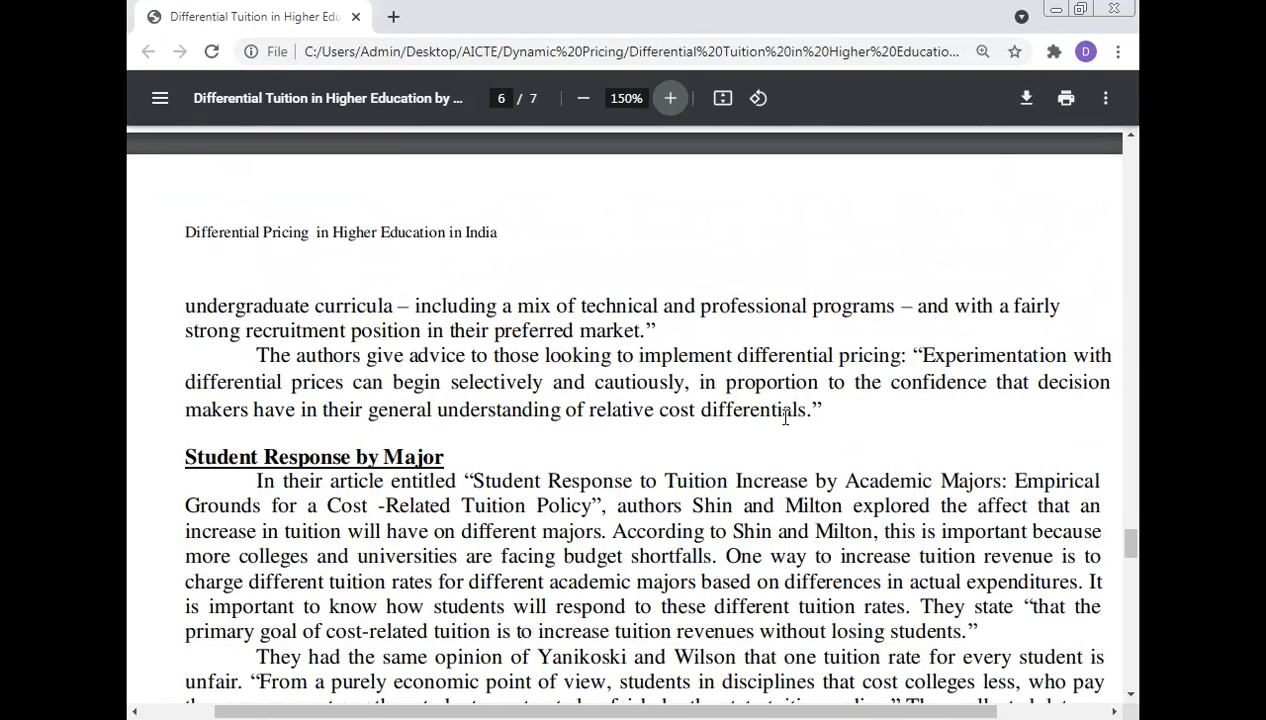 Differential Tuition in Higher Edu
File C:/Users/Admin/Desktop/AICTE/Dynamic%20Pricing/Differential%20Tuition%20in%20Higher%20Educatio... D
Differential Tuition in Higher Education by ... 6 / 7 150%
Differential Pricing in Higher Education in India
undergraduate curricula – including a mix of technical and professional programs – and with a fairly
strong recruitment position in their preferred market.”
The authors give advice to those looking to implement differential pricing: “Experimentation with
differential prices can begin selectively and cautiously, in proportion to the confidence that decision
makers have in their general understanding of relative cost differentials.”
Student Response by Major
In their article entitled “Student Response to Tuition Increase by Academic Majors: Empirical
Grounds for a Cost -Related Tuition Policy”, authors Shin and Milton explored the affect that an
increase in tuition will have on different majors. According to Shin and Milton, this is important because
more colleges and universities are facing budget shortfalls. One way to increase tuition revenue is to
charge different tuition rates for different academic majors based on differences in actual expenditures. It
is important to know how students will respond to these different tuition rates. They state “that the
primary goal of cost-related tuition is to increase tuition revenues without losing students.”
They had the same opinion of Yanikoski and Wilson that one tuition rate for every student is
unfair. “From a purely economic point of view, students in disciplines that cost colleges less, who pay